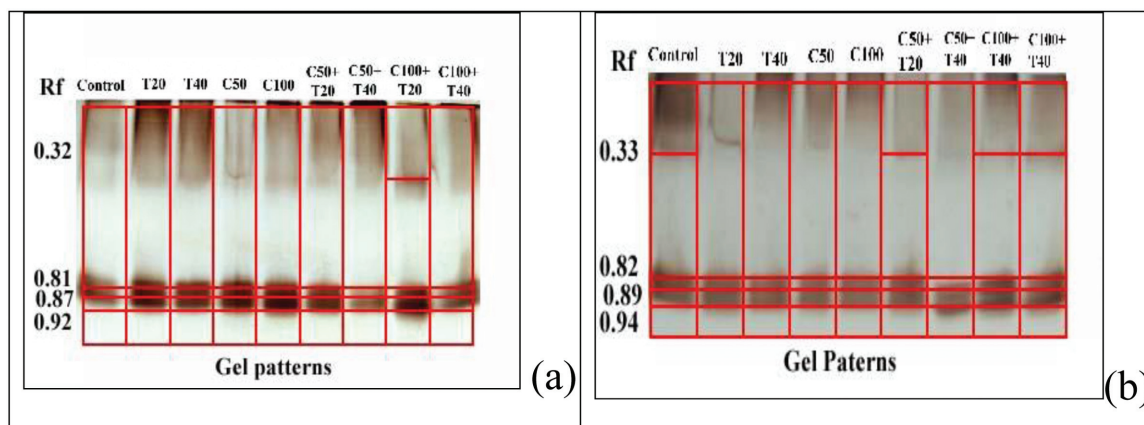 Rf
Control
T20
T40
C50
C100
C50+
T20
C50−
T40
C100+
T20
C100+
T40
0.32
0.81
0.87
0.92
Gel patterns
(a)
Rf
Control
T20
T40
C50
C100
C50+
T20
C50−
T40
C100−
T40
C100+
T40
0.33
0.82
0.89
0.94
Gel Paterns
(b)